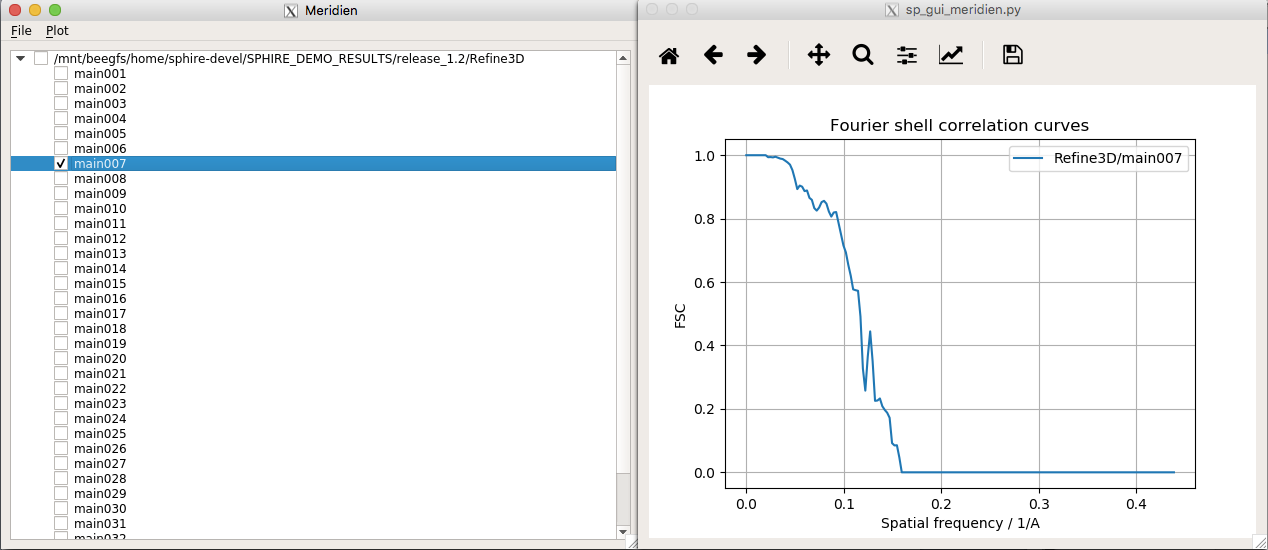 Meridien
File Plot
/mnt/beegfs/home/sphire-devel/SPHIRE_DEMO_RESULTS/release_1.2/Refine3D
main001
main002
main003
main004
main005
main006
main007
main008
main009
main010
main011
main012
main013
main014
main015
main016
main017
main018
main019
main020
main021
main022
main023
main024
main025
main026
main027
main028
main029
main030
main031
main032
sp_gui_meridien.py
Fourier shell correlation curves
Refine3D/main007
1.0
0.8
0.6
0.4
0.2
0.0
FSC
0.0 0.1 0.2 0.3 0.4
Spatial frequency / 1/A